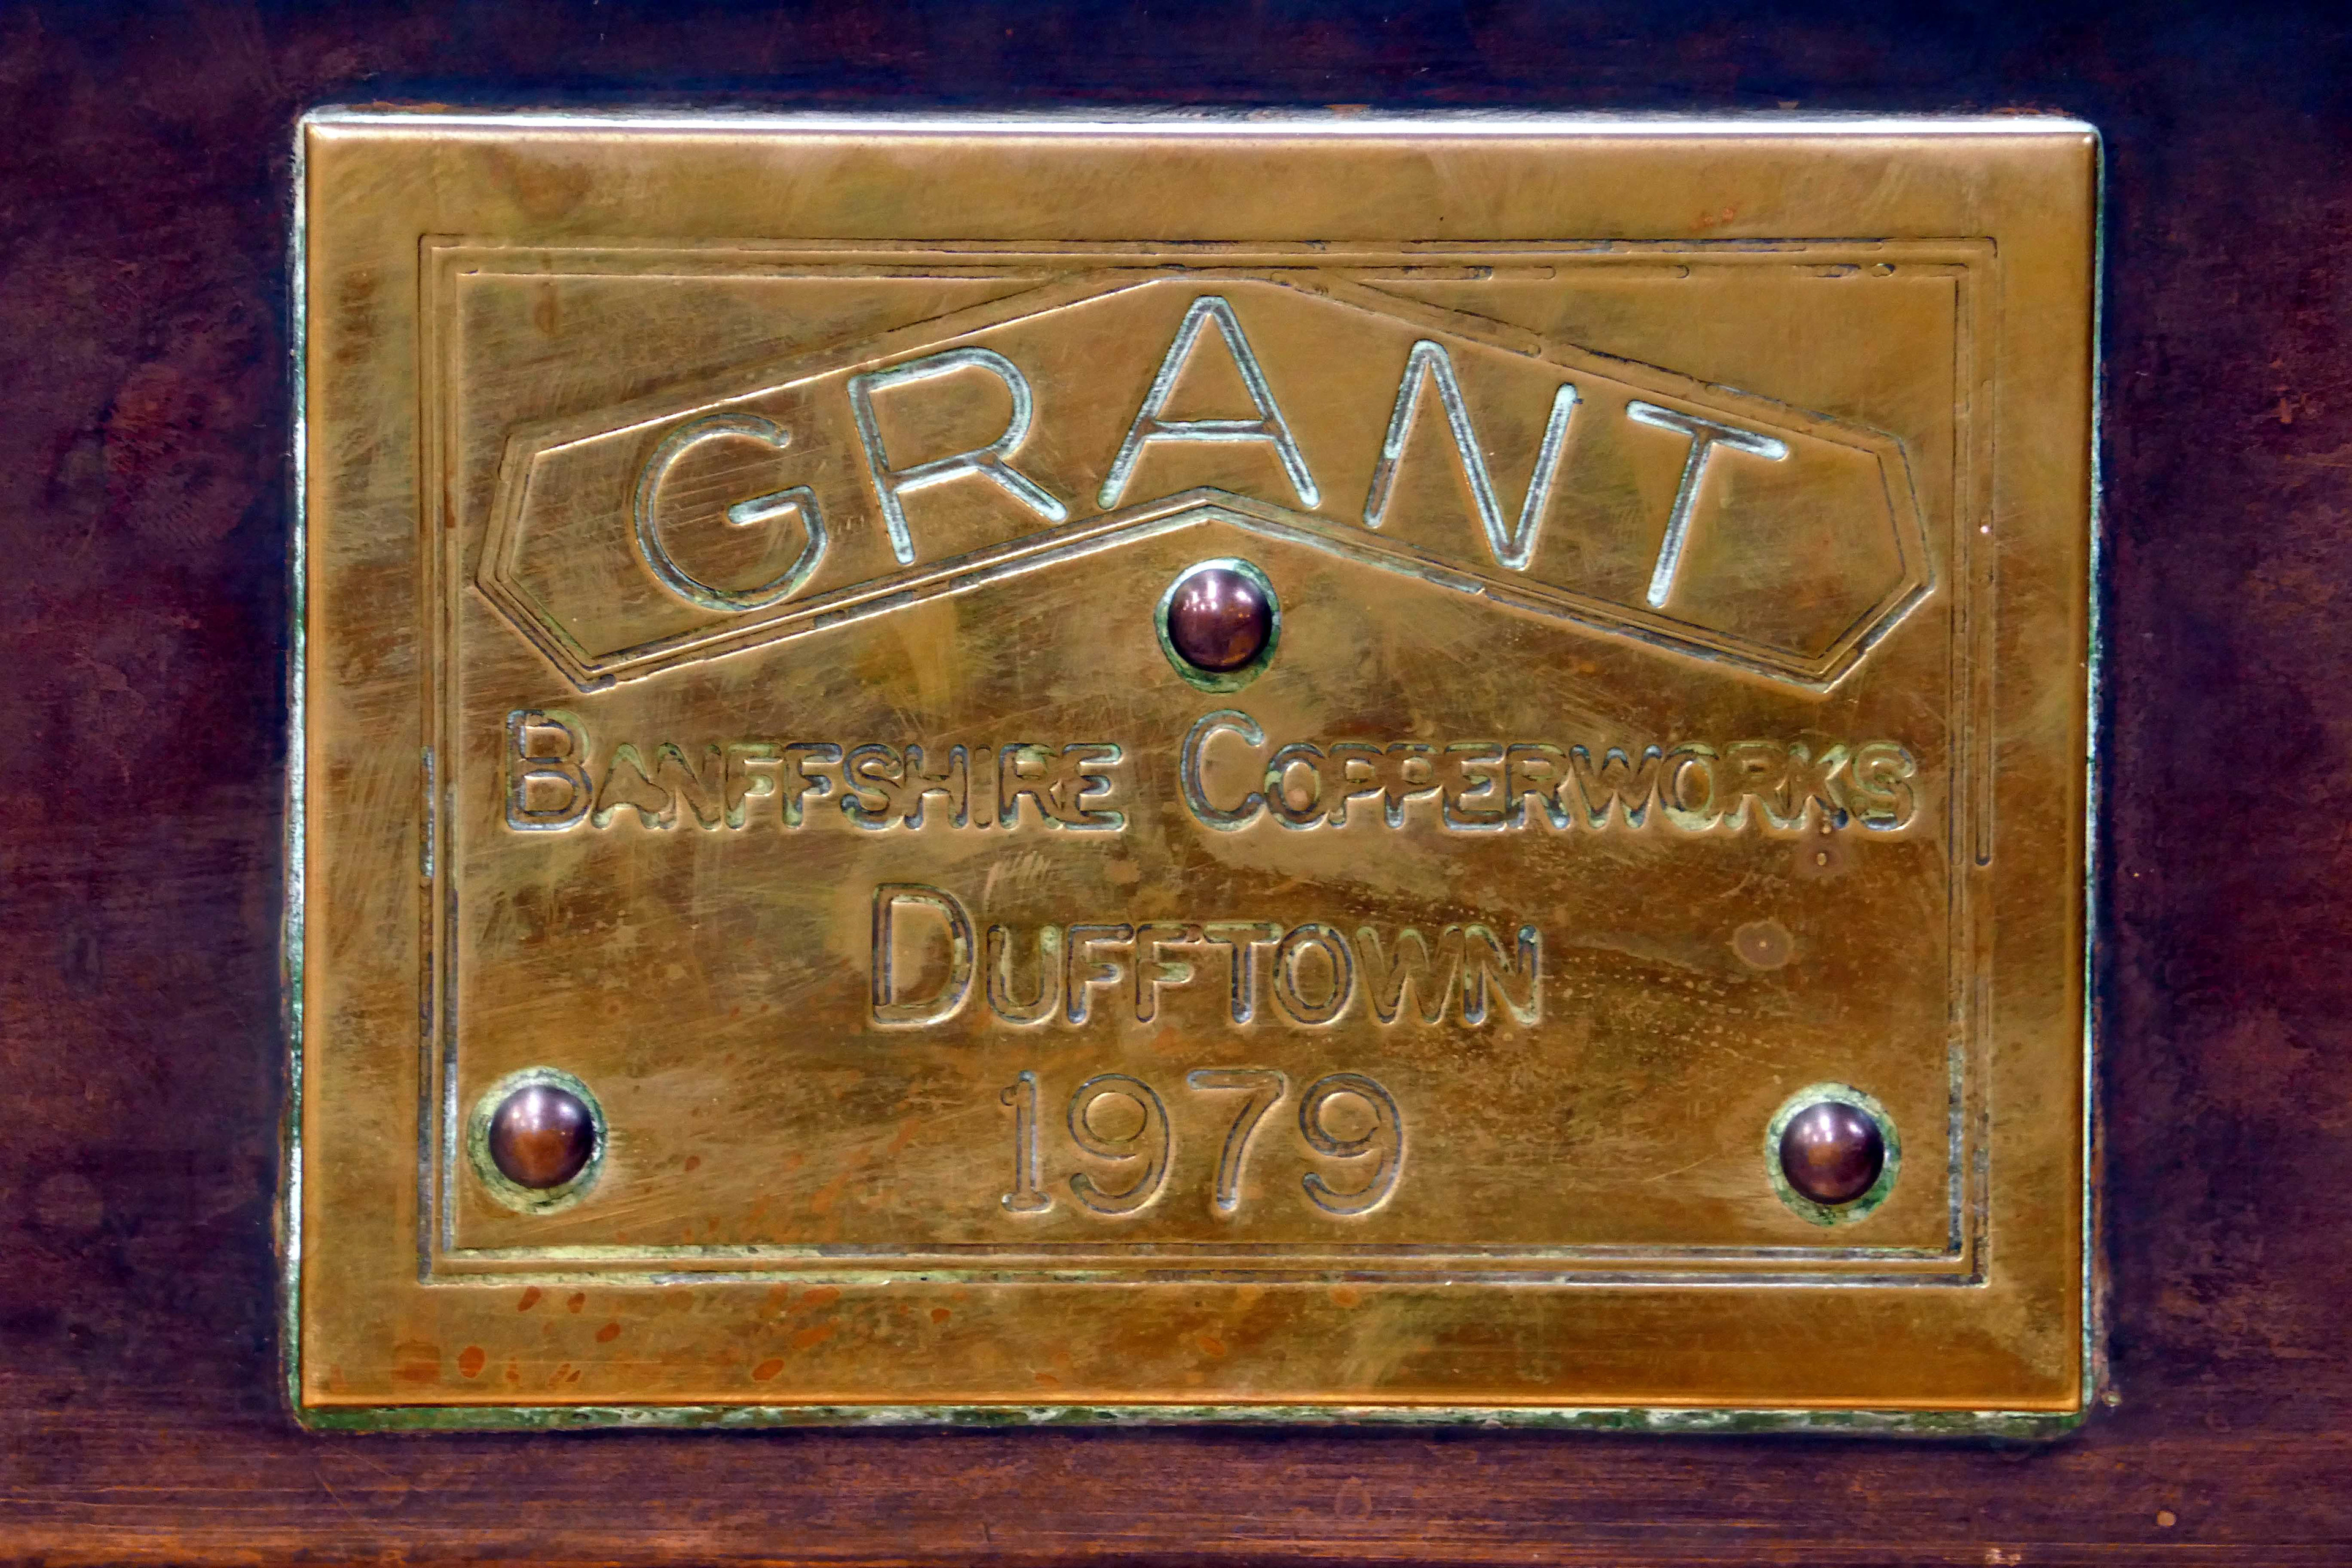 GRANT
BANFFSHIRE COPPERWORKS
DUFFTOWN
1979